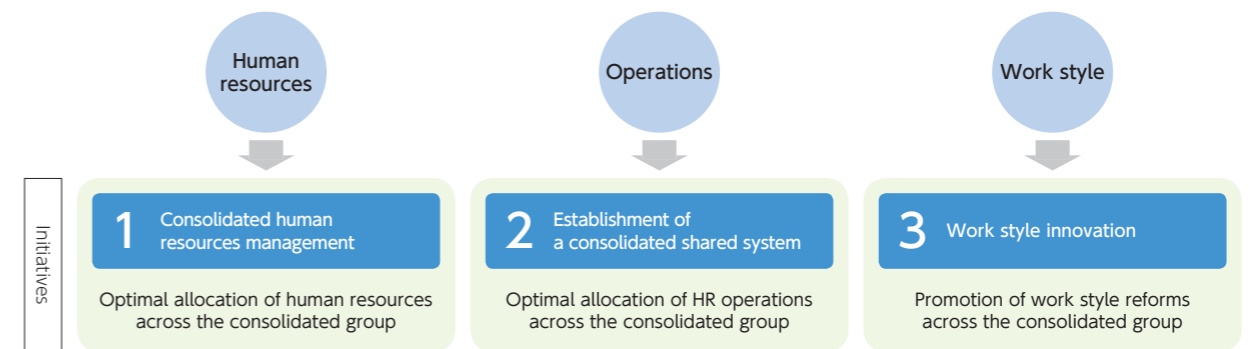 Human
resources
Operations
Work style
Initiatives
1
Consolidated human
resources management
Optimal allocation of human resources
across the consolidated group
2
Establishment of
a consolidated shared system
Optimal allocation of HR operations
across the consolidated group
3
Work style innovation
Promotion of work style reforms
across the consolidated group